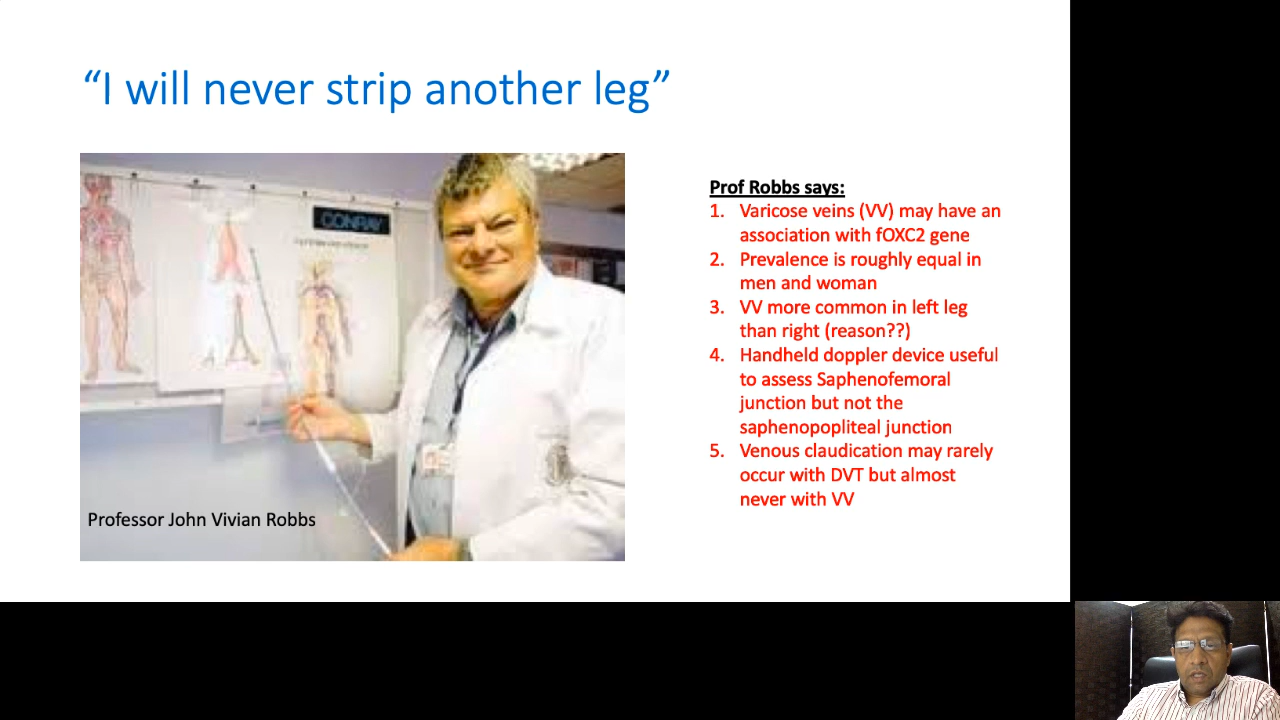 “I will never strip another leg”
CONRAY
Professor John Vivian Robbs
Prof Robbs says:
1. Varicose veins (VV) may have an
association with fOXC2 gene
2. Prevalence is roughly equal in
men and woman
3. VV more common in left leg
than right (reason??)
4. Handheld doppler device useful
to assess Saphenofemoral
junction but not the
saphenopopliteal junction
5. Venous claudication may rarely
occur with DVT but almost
never with VV